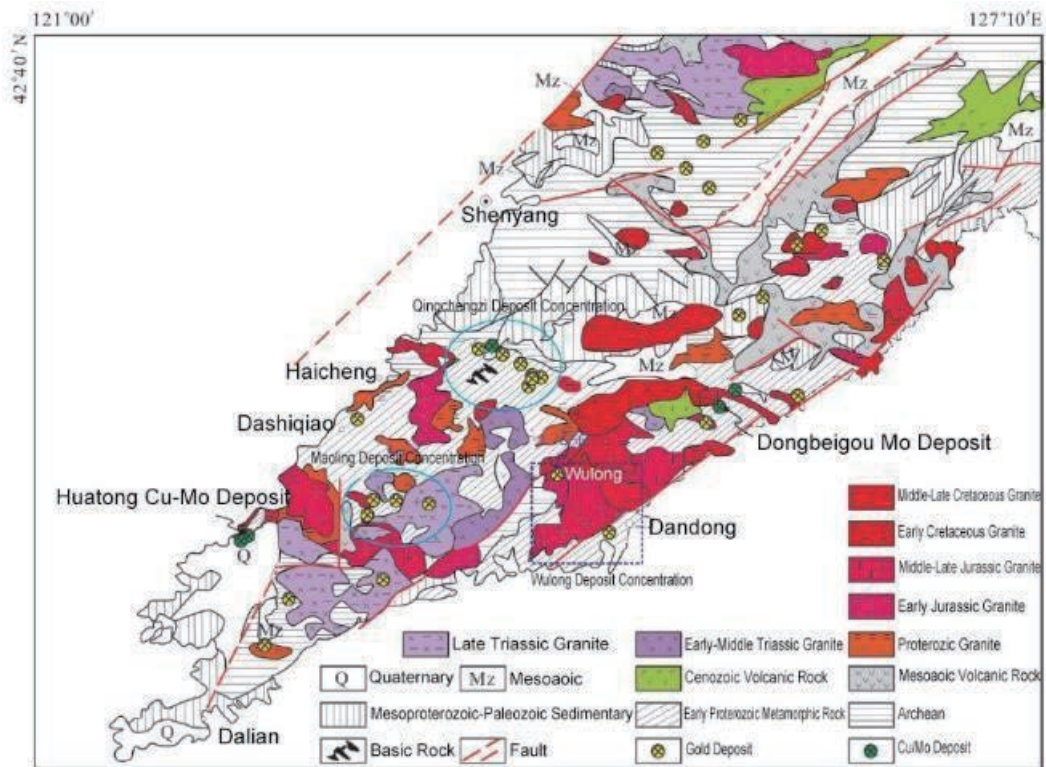 121°00′
127°10′E
42°40′N
Mz
Mz
Mz
Mz
Mz
Mz
Shenyang
Mz
Qingchengzi Deposit Concentration
Mz
Mz
Mz
Haicheng
Dashiqiao
Dongbeigou Mo Deposit
Maoling Deposit Concentration
Wulong
Huatong Cu-Mo Deposit
Q
Dandong
Wulong Deposit Concentration
Mz
Dalian
Q
Middle-Late Cretaceous Granite
Early Cretaceous Granite
Middle-Late Jurassic Granite
Early Jurassic Granite
Late Triassic Granite
Early-Middle Triassic Granite
Proterozic Granite
Q Quaternary
Mz Mesoaoic
Cenozoic Volcanic Rock
Mesoaoic Volcanic Rock
Mesoproterozoic-Paleozoic Sedimentary
Early Proterozoic Metamorphic Rock
Archean
Basic Rock
Fault
Gold Deposit
Cu/Mo Deposit